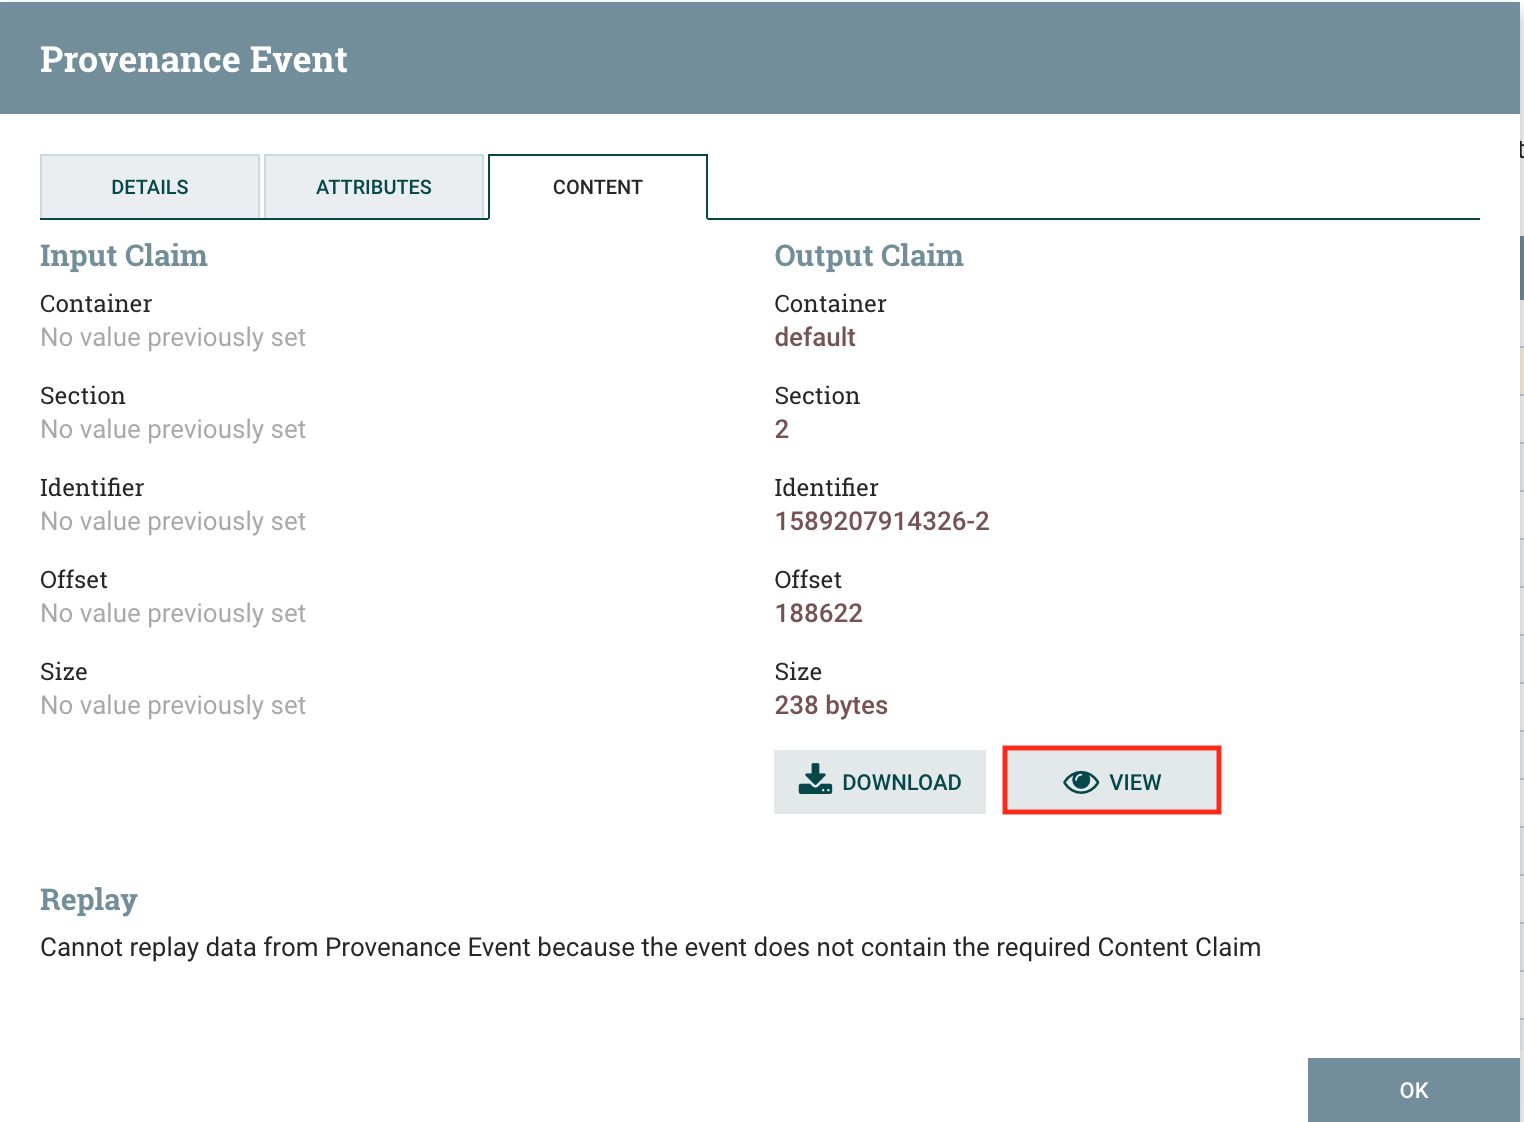 Provenance Event
DETAILS
ATTRIBUTES
CONTENT
Input Claim
Container
No value previously set
Section
No value previously set
Identifier
No value previously set
Offset
No value previously set
Size
No value previously set
Output Claim
Container
default
Section
2
Identifier
1589207914326-2
Offset
188622
Size
238 bytes
DOWNLOAD
VIEW
Replay
Cannot replay data from Provenance Event because the event does not contain the required Content Claim
OK